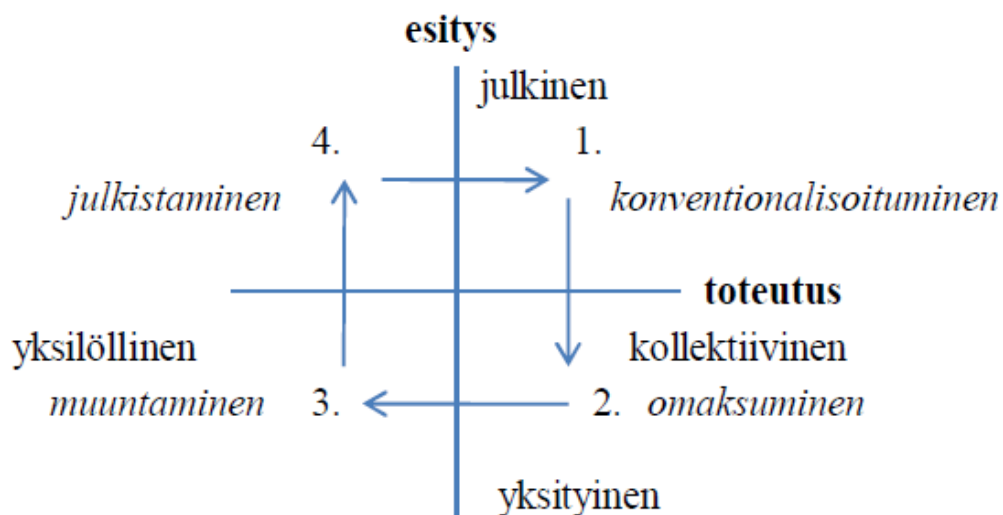 esitys
julkinen
4. 1.
julkistaminen konventionalisoituminen
toteutus
yksilöllinen kollektiivinen
muuntaminen 3. 2. omaksuminen
yksityinen